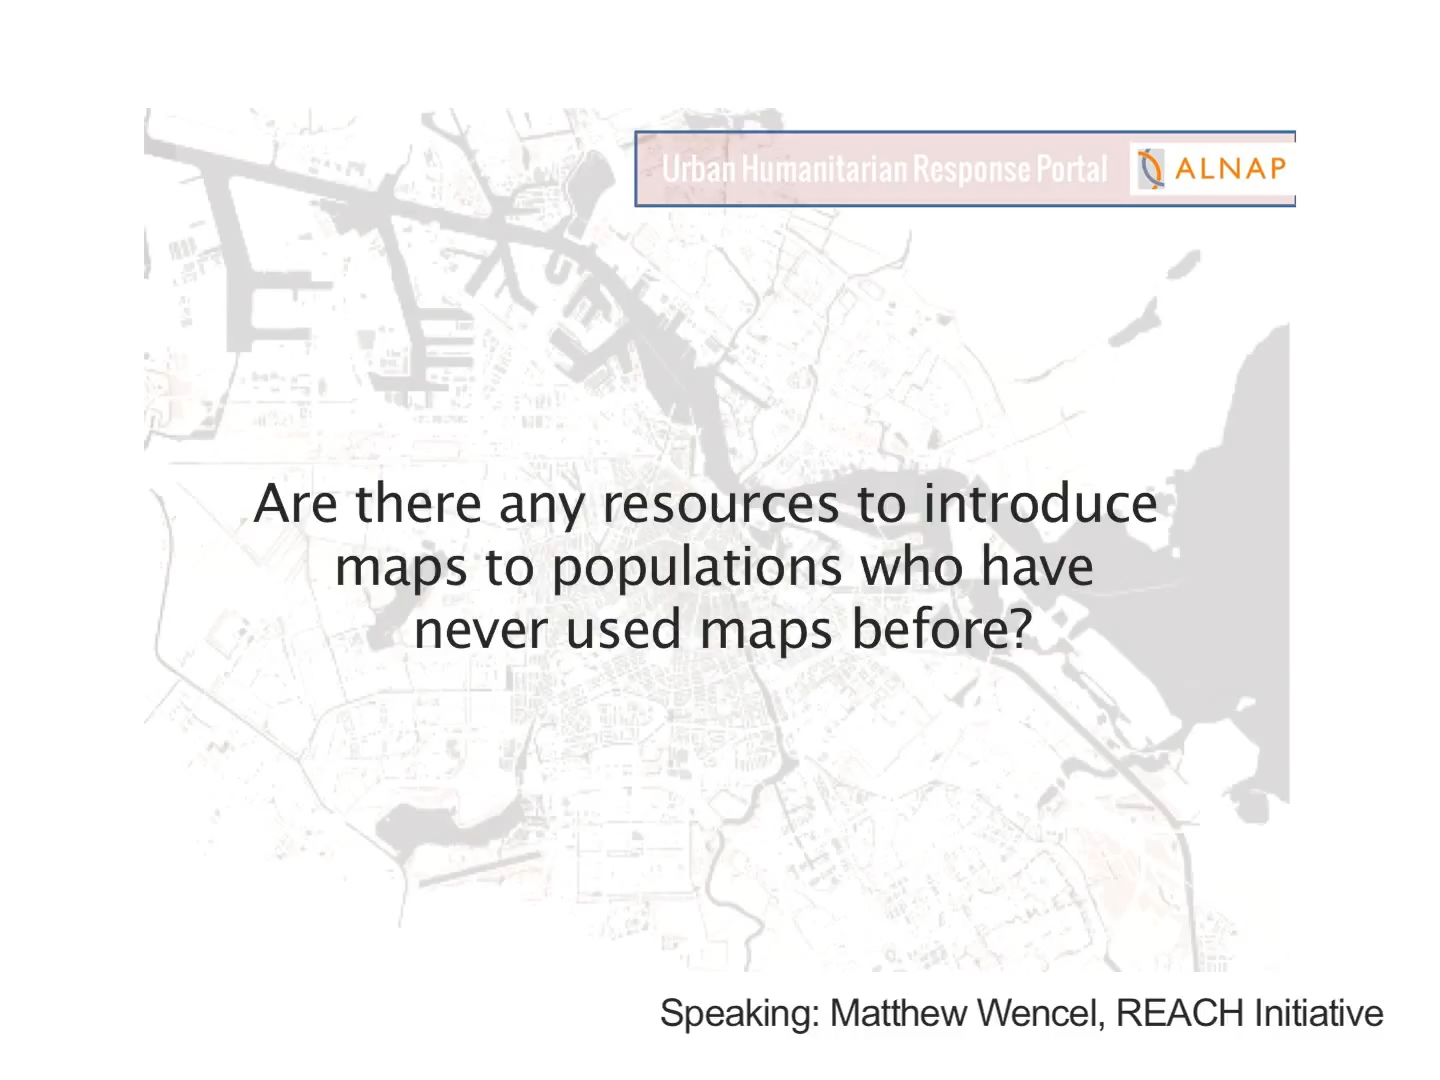 Urban Humanitarian Response Portal
ALNAP
Are there any resources to introduce
maps to populations who have
never used maps before?
Speaking: Matthew Wencel, REACH Initiative